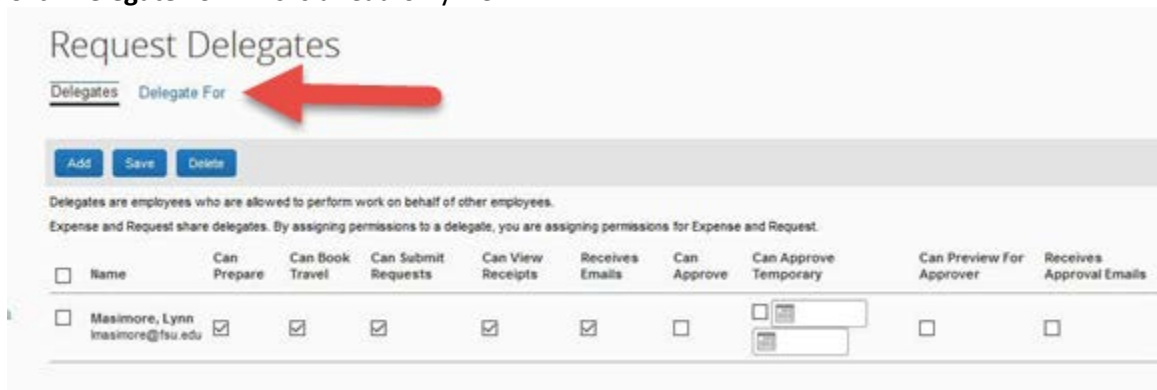 Request Delegates
Delegates Delegate For
Add Save Delete
Delegates are employees who are allowed to perform work on behalf of other employees.
Expense and Request share delegates. By assigning permissions to a delegate, you are assigning permissions for Expense and Request.
Name Can Prepare Can Book Travel Can Submit Requests Can View Receipts Receives Emails Can Approve Can Approve Temporary Can Preview For Approver Receives Approval Emails
Masimore, Lynn
lmasimore@fsu.edu